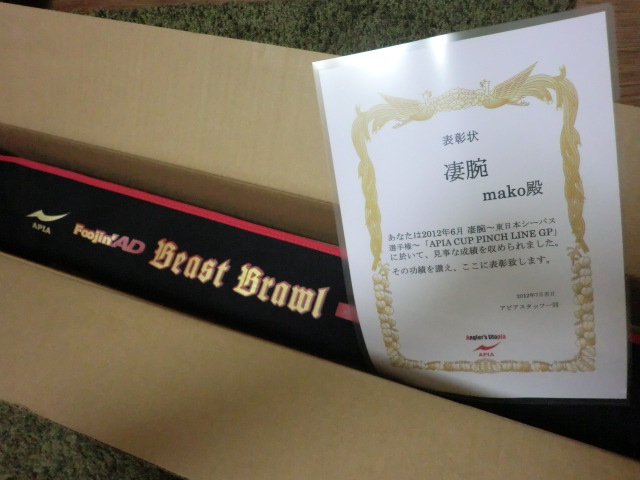 APIA
Foojin'AD
Beast Brawl
表彰状
凄腕
mako殿
あなたは2012年6月 凄腕～東日本シーバス
選手権～「APIA CUP PINCH LINE GP」
に於いて、見事な成績を収められました。
その功績を讃え、ここに表彰致します。
アピアスタッフ一同
Angler's Utopia
APIA